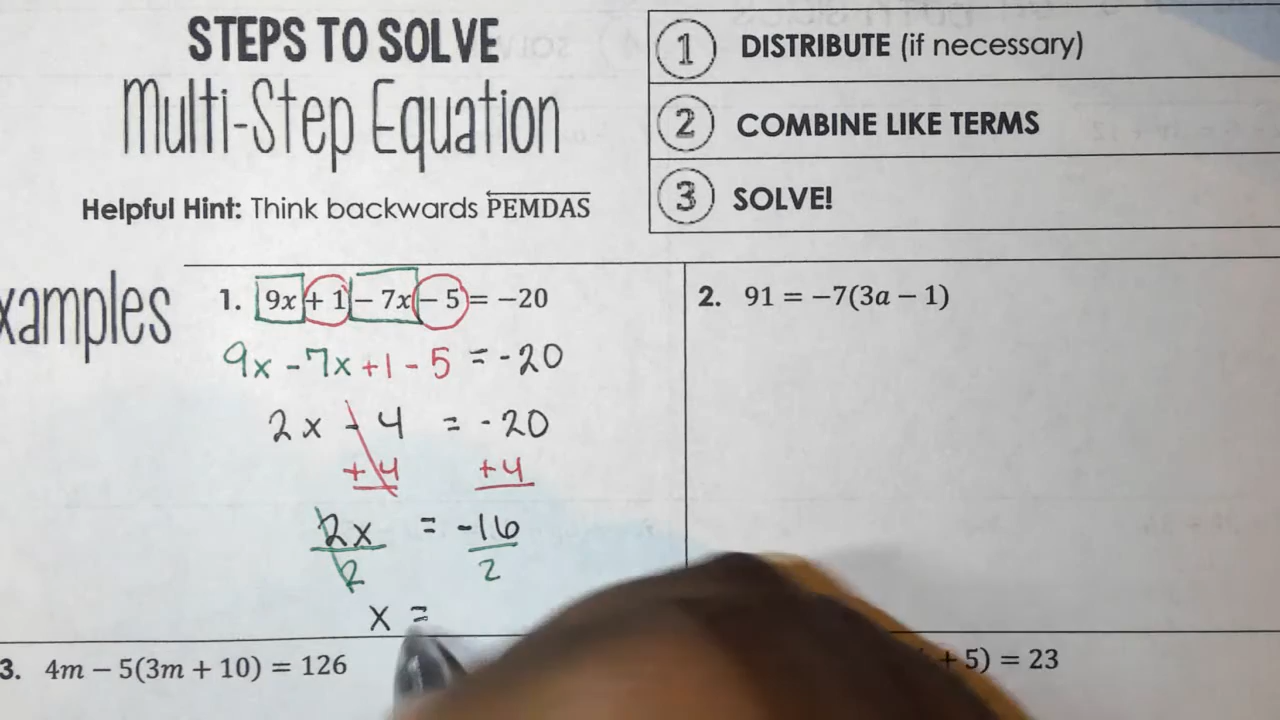 STEPS TO SOLVE
Multi-Step Equation
Helpful Hint: Think backwards PEMDAS
1 DISTRIBUTE (if necessary)
2 COMBINE LIKE TERMS
3 SOLVE!
1. 9x + 1 − 7x − 5 = −20
9x - 7x + 1 - 5 = -20
2x - 4 = -20
+ 4 +4
2x = -16
2 2
x =
2. 91 = −7(3a − 1)
3. 4m − 5(3m + 10) = 126
+ 5) = 23